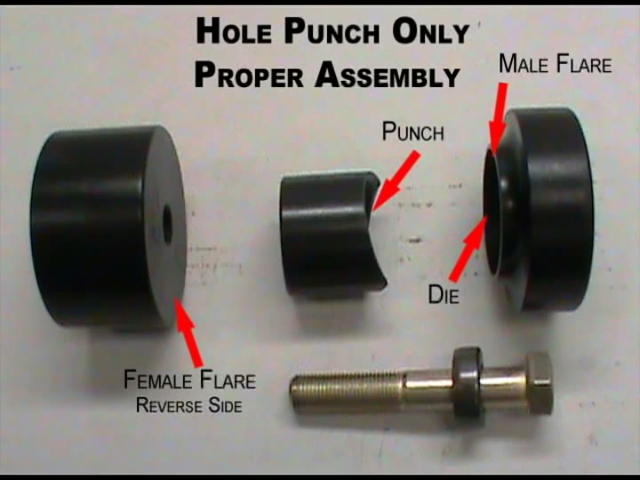 HOLE PUNCH ONLY
PROPER ASSEMBLY
MALE FLARE
PUNCH
DIE
FEMALE FLARE
REVERSE SIDE